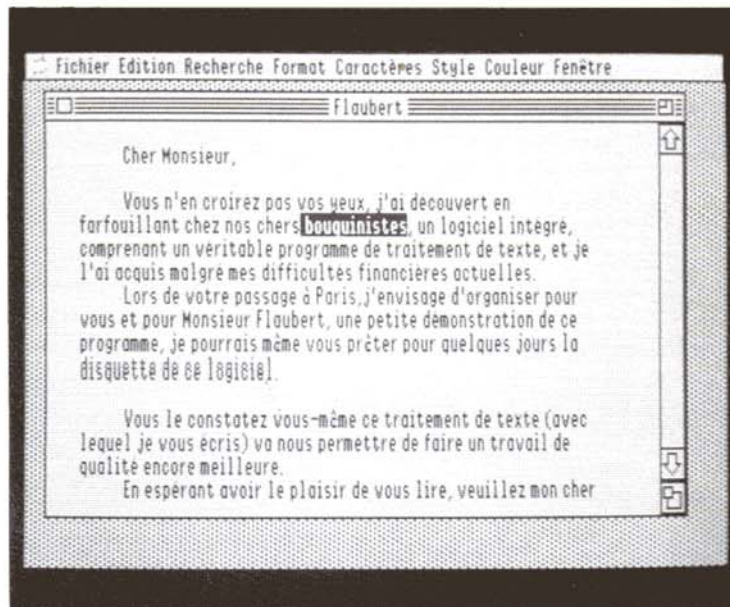 Fichier Edition Recherche Format Caractères Style Couleur Fenêtre
Flaubert
Cher Monsieur,
Vous n'en croirez pas vos yeux, j'ai découvert en
farfouillant chez nos chers bouquinistes, un logiciel intégré,
comprenant un véritable programme de traitement de texte, et je
l'ai acquis malgré mes difficultés financières actuelles.
Lors de votre passage à Paris, j'envisage d'organiser pour
vous et pour Monsieur Flaubert, une petite démonstration de ce
programme, je pourrais même vous prêter pour quelques jours la
disquette de ce logiciel.
Vous le constatez vous-même ce traitement de texte (avec
lequel je vous écris) va nous permettre de faire un travail de
qualité encore meilleure.
En espérant avoir le plaisir de vous lire, veuillez mon cher